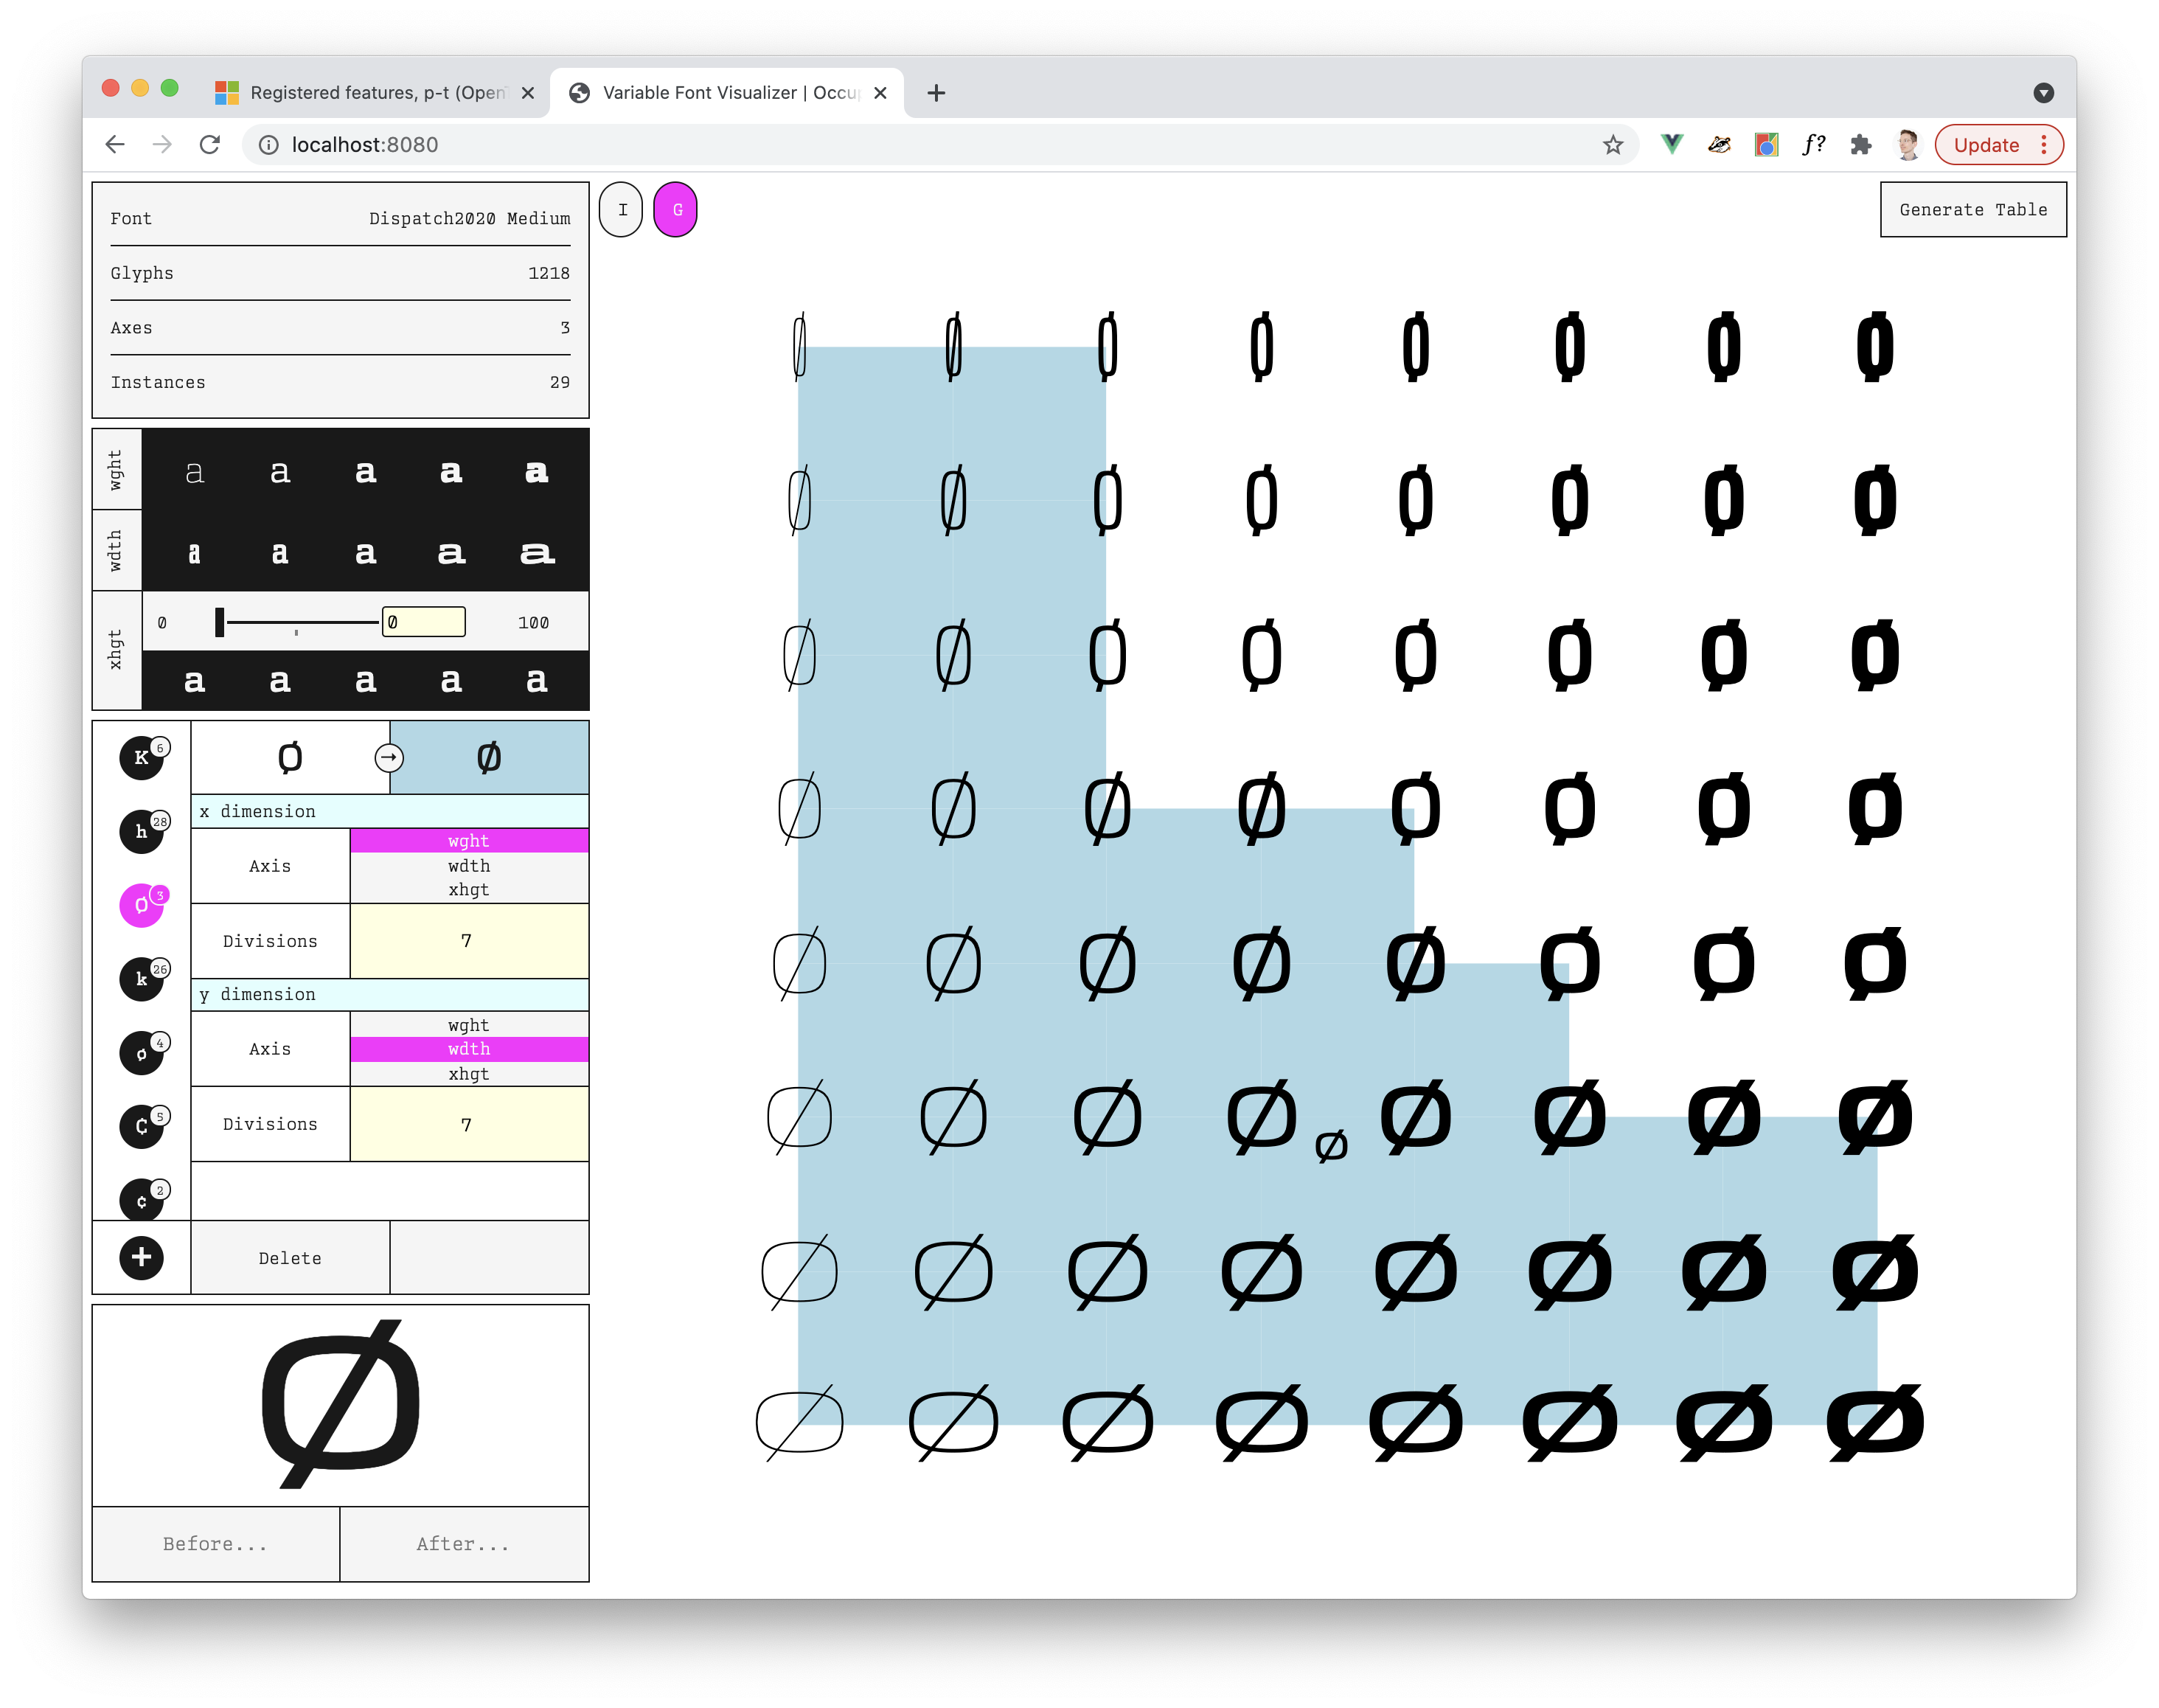 Registered features, p-t (Open
Variable Font Visualizer | Occu
localhost:8080
f?
Update
Font Dispatch2020 Medium
Glyphs 1218
Axes 3
Instances 29
I G
Generate Table
wght a a a a a
wdth a a a a a
xhgt 0 0 100
a a a a a
K 6
h 28
Ø 3
k 26
ø 4
₵ 5
¢ 2
Ø → Ø
x dimension
Axis wght
wdth
xhgt
Divisions 7
y dimension
Axis wght
wdth
xhgt
Divisions 7
+ Delete
Ø
Before... After...
Ø Ø Ø Ø Ø Ø Ø Ø
Ø Ø Ø Ø Ø Ø Ø Ø
Ø Ø Ø Ø Ø Ø Ø Ø
Ø Ø Ø Ø Ø Ø Ø Ø
Ø Ø Ø Ø Ø Ø Ø Ø
Ø Ø Ø Ø Ø Ø Ø Ø
Ø
Ø Ø Ø Ø Ø Ø Ø Ø
Ø Ø Ø Ø Ø Ø Ø Ø